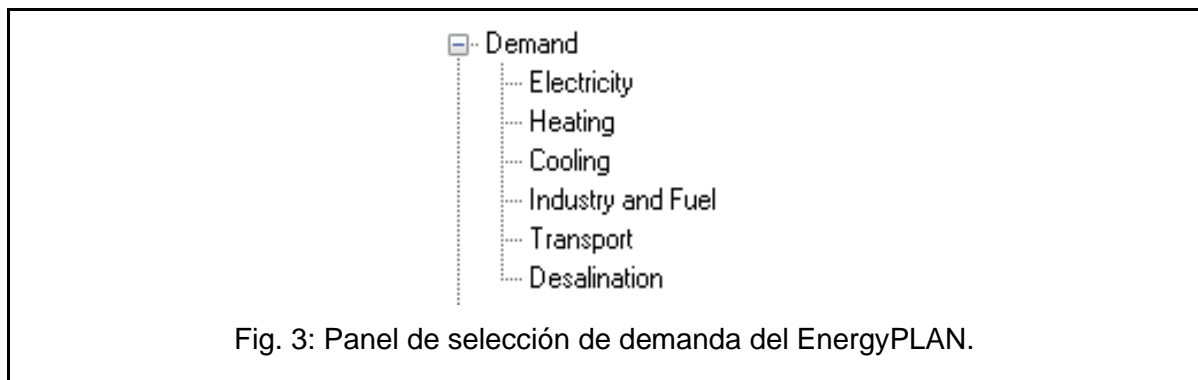 Demand
Electricity
Heating
Cooling
Industry and Fuel
Transport
Desalination
Fig. 3: Panel de selección de demanda del EnergyPLAN.